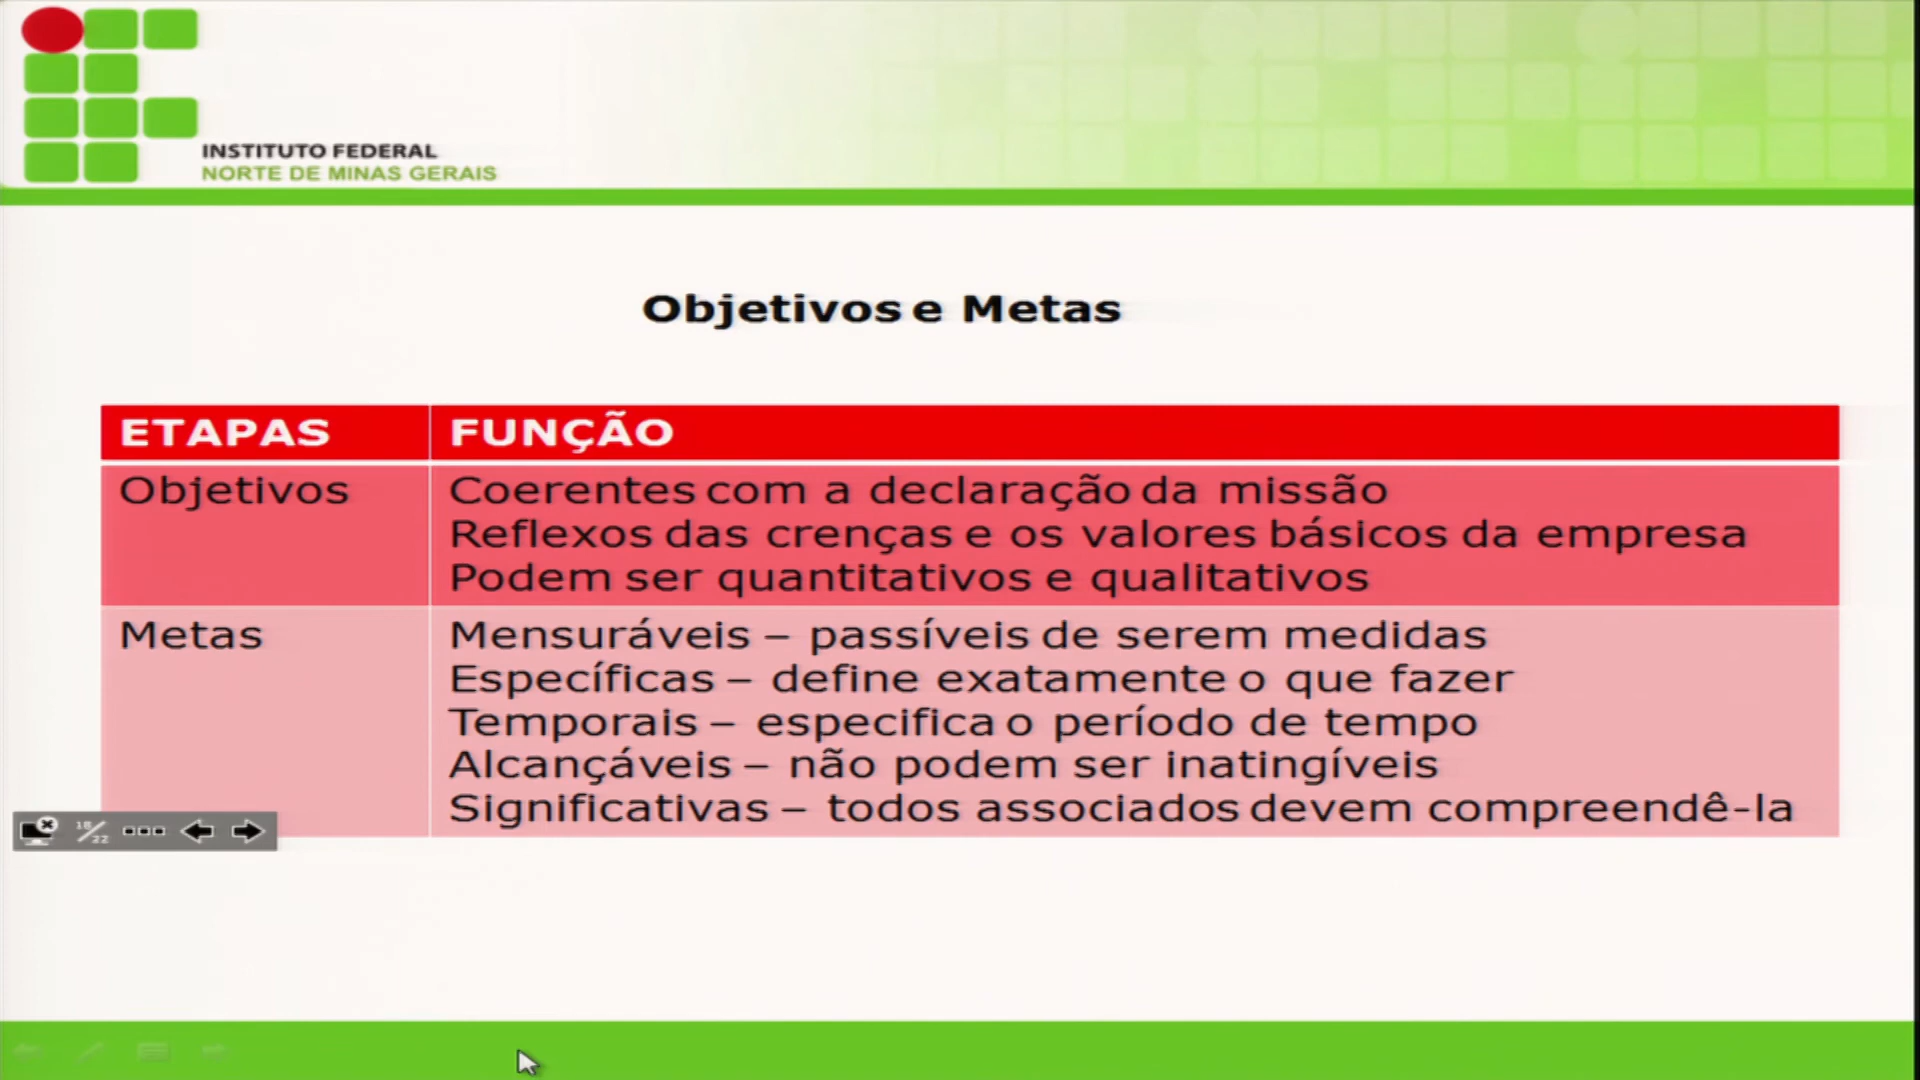 INSTITUTO FEDERAL
NORTE DE MINAS GERAIS
Objetivos e Metas
ETAPAS
FUNÇÃO
Objetivos
Coerentes com a declaração da missão
Reflexos das crenças e os valores básicos da empresa
Podem ser quantitativos e qualitativos
Metas
Mensuráveis – passíveis de serem medidas
Específicas – define exatamente o que fazer
Temporais – especifica o período de tempo
Alcançáveis – não podem ser inatingíveis
Significativas – todos associados devem compreendê-la
18/22